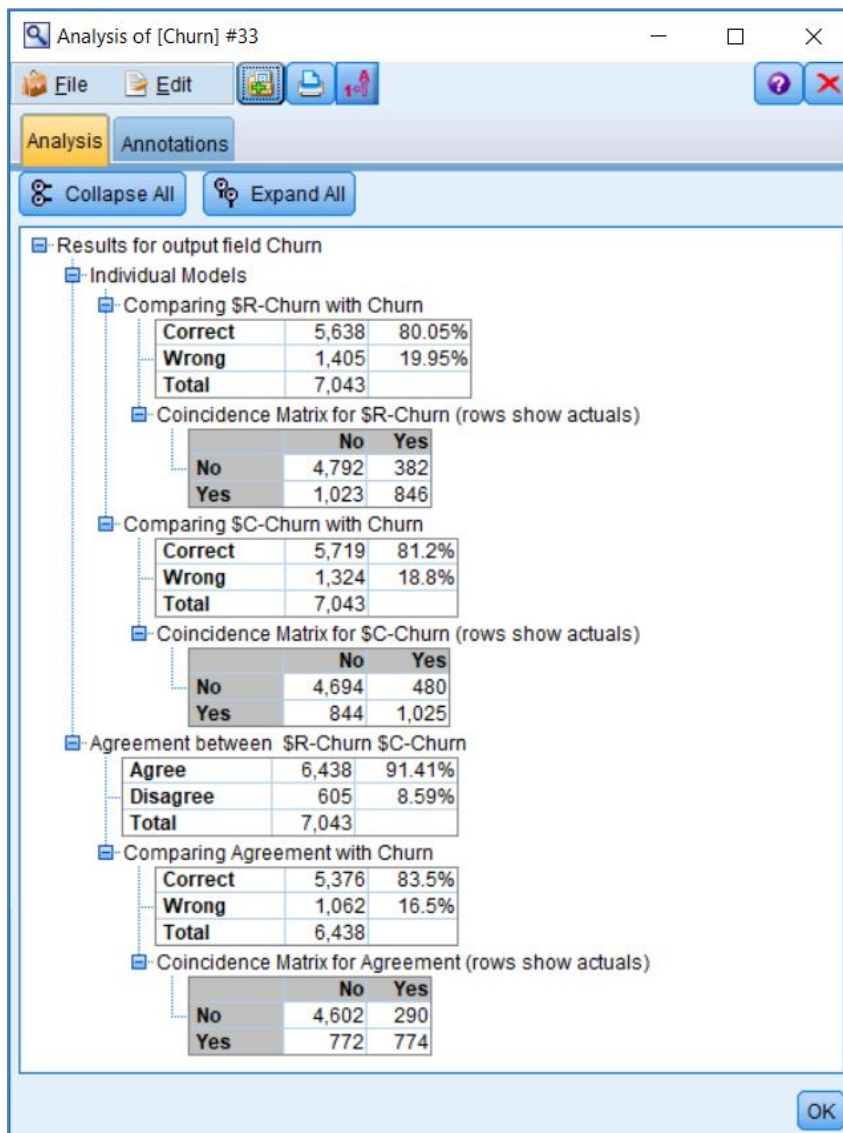 Analysis of [Churn] #33
File Edit
Analysis Annotations
Collapse All Expand All
Results for output field Churn
Individual Models
Comparing $R-Churn with Churn
Correct 5,638 80.05%
Wrong 1,405 19.95%
Total 7,043
Coincidence Matrix for $R-Churn (rows show actuals)
No Yes
No 4,792 382
Yes 1,023 846
Comparing $C-Churn with Churn
Correct 5,719 81.2%
Wrong 1,324 18.8%
Total 7,043
Coincidence Matrix for $C-Churn (rows show actuals)
No Yes
No 4,694 480
Yes 844 1,025
Agreement between $R-Churn $C-Churn
Agree 6,438 91.41%
Disagree 605 8.59%
Total 7,043
Comparing Agreement with Churn
Correct 5,376 83.5%
Wrong 1,062 16.5%
Total 6,438
Coincidence Matrix for Agreement (rows show actuals)
No Yes
No 4,602 290
Yes 772 774
OK